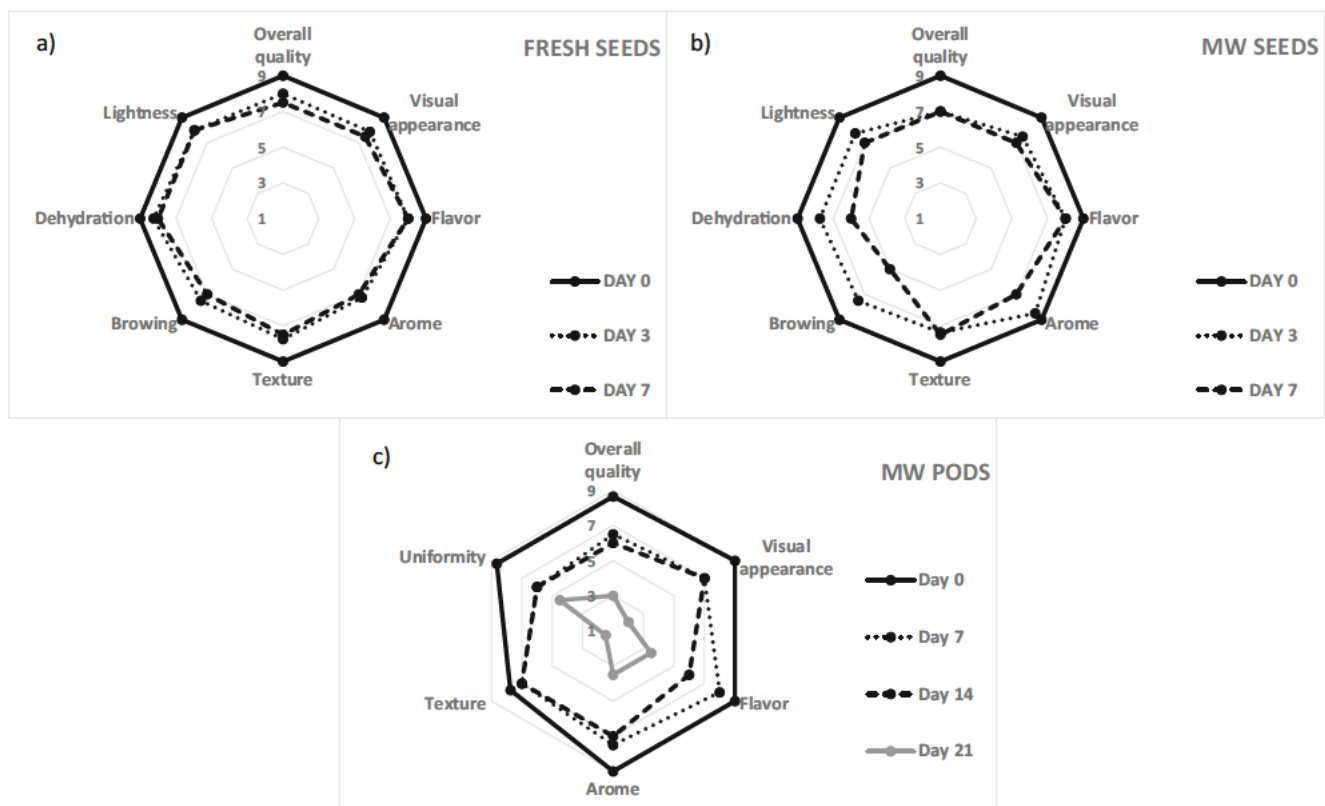 a)
FRESH SEEDS
Overall
quality
9
7
5
3
1
Lightness
Visual
appearance
Dehydration
Flavor
Browing
Arome
Texture
DAY 0
DAY 3
DAY 7
b)
MW SEEDS
Overall
quality
9
7
5
3
1
Lightness
Visual
appearance
Dehydration
Flavor
Browing
Arome
Texture
DAY 0
DAY 3
DAY 7
c)
MW PODS
Overall
quality
9
7
5
3
1
Uniformity
Visual
appearance
Texture
Flavor
Arome
Day 0
Day 7
Day 14
Day 21